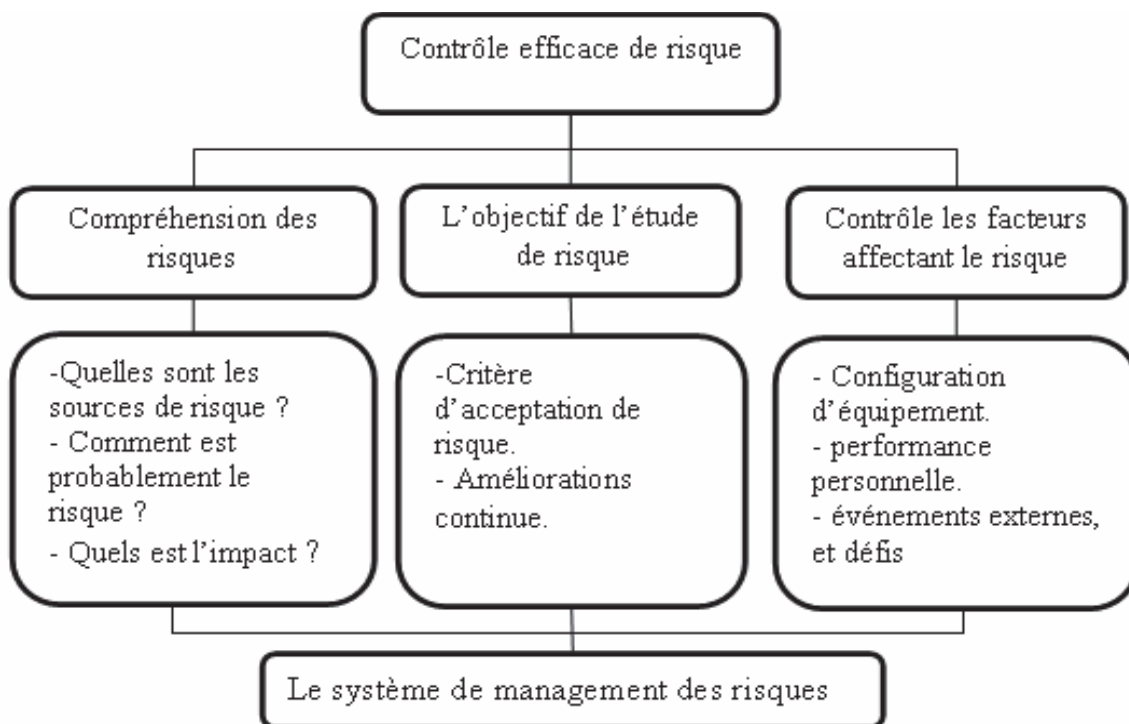 Contrôle efficace de risque
Compréhension des
risques
L'objectif de l'étude
de risque
Contrôle les facteurs
affectant le risque
-Quelles sont les
sources de risque ?
- Comment est
probablement le
risque ?
- Quels est l'impact ?
-Critère
d'acceptation de
risque.
- Améliorations
continue.
- Configuration
d'équipement.
- performance
personnelle.
- événements externes,
et défis
Le système de management des risques